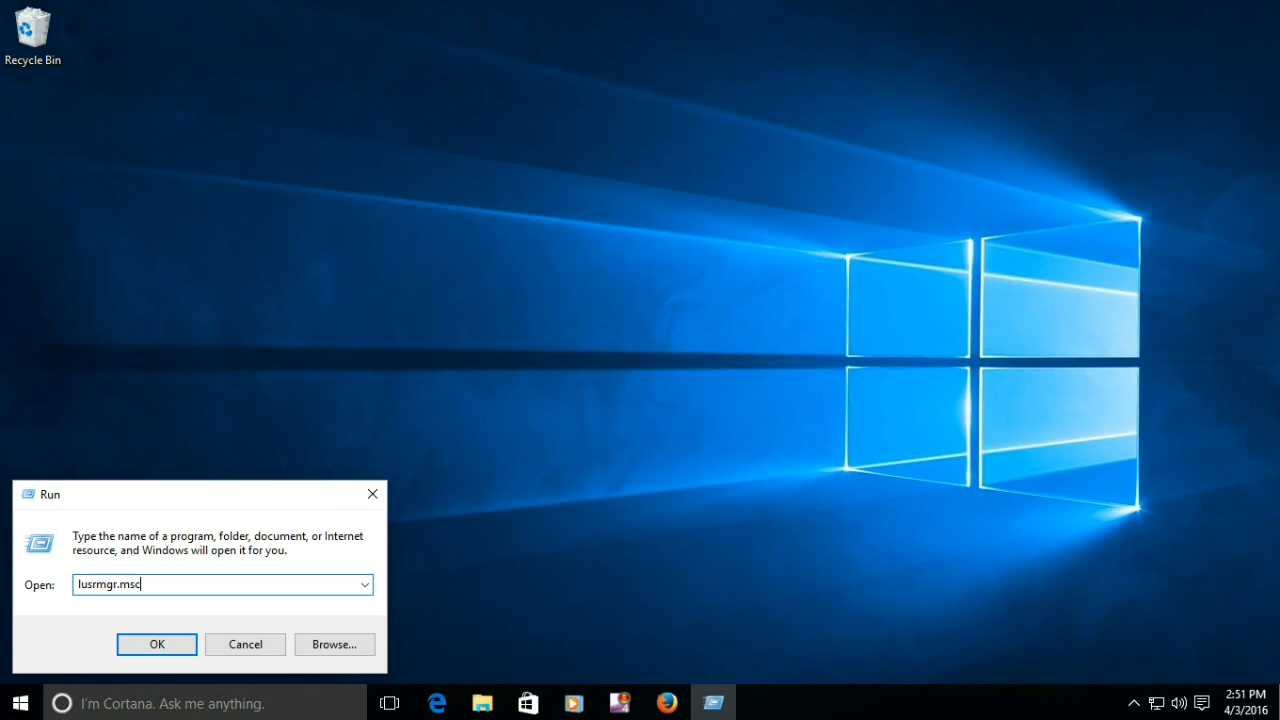 Recycle Bin
Run
Type the name of a program, folder, document, or Internet
resource, and Windows will open it for you.
Open: lusrmgr.msc
OK Cancel Browse...
I'm Cortana. Ask me anything.
2:51 PM
4/3/2016